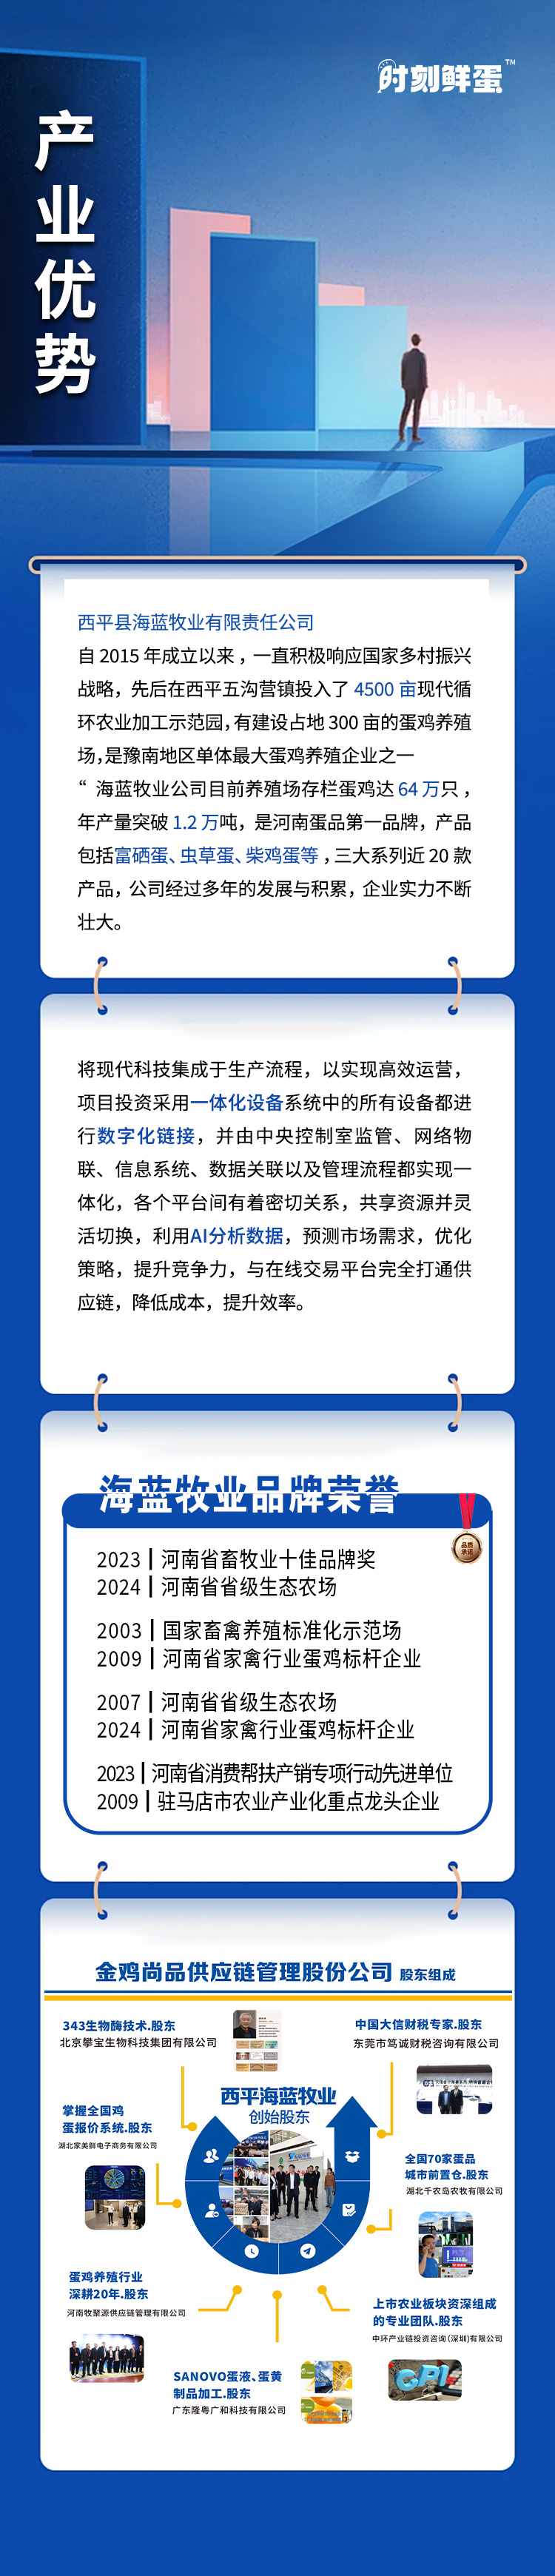 时刻鲜蛋™
产业优势
西平县海蓝牧业有限责任公司
自 2015 年成立以来 ，一直积极响应国家多村振兴
战略，先后在西平五沟营镇投入了 4500 亩现代循
环农业加工示范园，有建设占地 300 亩的蛋鸡养殖
场，是豫南地区单体最大蛋鸡养殖企业之一
“ 海蓝牧业公司目前养殖场存栏蛋鸡达 64 万只 ，
年产量突破 1.2 万吨，是河南蛋品第一品牌，产品
包括富硒蛋、虫草蛋、柴鸡蛋等 ，三大系列近 20 款
产品，公司经过多年的发展与积累，企业实力不断
壮大。
将现代科技集成于生产流程，以实现高效运营，
项目投资采用一体化设备系统中的所有设备都进
行数字化链接，并由中央控制室监管、网络物
联、信息系统、数据关联以及管理流程都实现一
体化，各个平台间有着密切关系，共享资源并灵
活切换，利用AI分析数据，预测市场需求，优化
策略，提升竞争力，与在线交易平台完全打通供
应链，降低成本，提升效率。
海蓝牧业品牌荣誉
品质
承诺
2023 | 河南省畜牧业十佳品牌奖
2024 | 河南省省级生态农场
2003 | 国家畜禽养殖标准化示范场
2009 | 河南省家禽行业蛋鸡标杆企业
2007 | 河南省省级生态农场
2024 | 河南省家禽行业蛋鸡标杆企业
2023 | 河南省消费帮扶产销专项行动先进单位
2009 | 驻马店市农业产业化重点龙头企业
金鸡尚品供应链管理股份公司 股东组成
343生物酶技术.股东
北京攀宝生物科技集团有限公司
中国大信财税专家.股东
东莞市笃诚财税咨询有限公司
西平海蓝牧业
创始股东
掌握全国鸡
蛋报价系统.股东
湖北家美鲜电子商务有限公司
全国70家蛋品
城市前置仓.股东
湖北千农岛农牧有限公司
蛋鸡养殖行业
深耕20年.股东
河南牧聚源供应链管理有限公司
上市农业板块资深组成
的专业团队.股东
中环产业链投资咨询(深圳)有限公司
CPI
SANOVO蛋液、蛋黄
制品加工.股东
广东隆粤广和科技有限公司